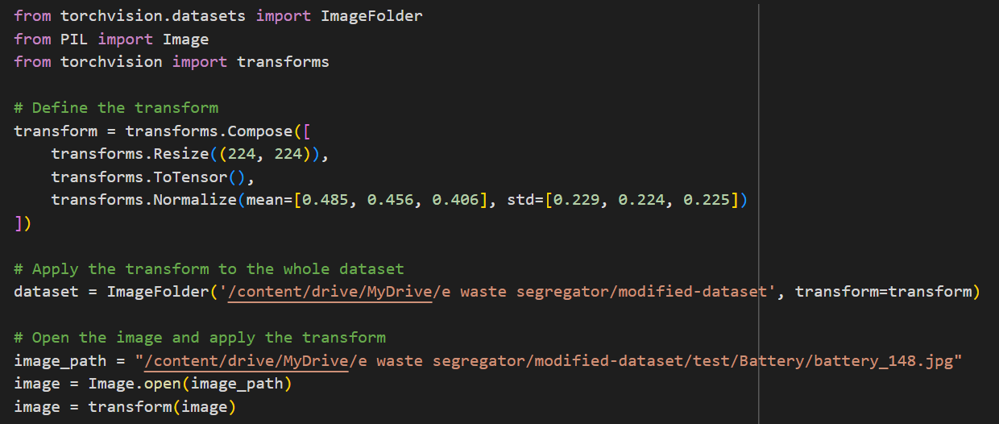 from torchvision.datasets import ImageFolder
from PIL import Image
from torchvision import transforms
# Define the transform
transform = transforms.Compose([
    transforms.Resize((224, 224)),
    transforms.ToTensor(),
    transforms.Normalize(mean=[0.485, 0.456, 0.406], std=[0.229, 0.224, 0.225])
])
# Apply the transform to the whole dataset
dataset = ImageFolder('/content/drive/MyDrive/e waste segregator/modified-dataset', transform=transform)
# Open the image and apply the transform
image_path = "/content/drive/MyDrive/e waste segregator/modified-dataset/test/Battery/battery_148.jpg"
image = Image.open(image_path)
image = transform(image)